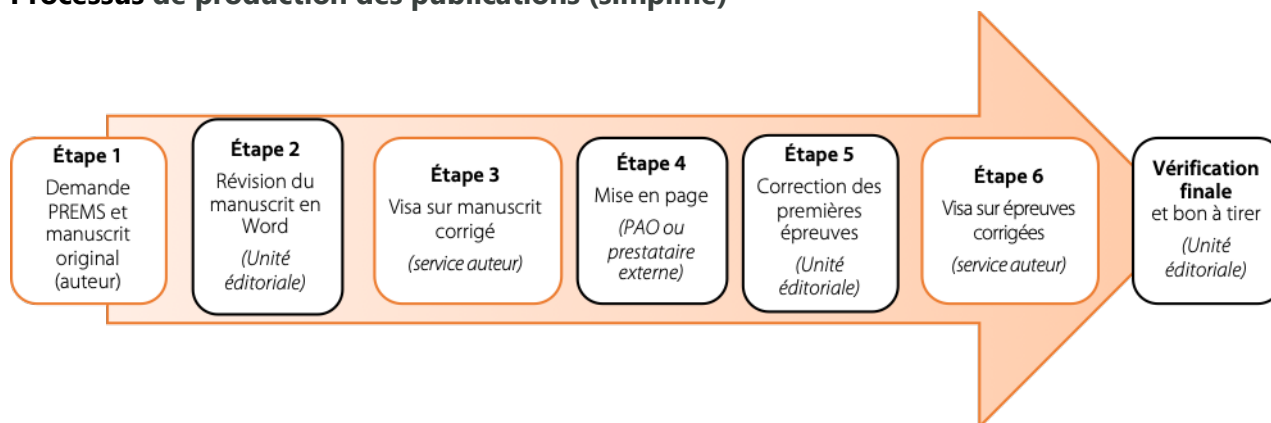 Processus de production des publications (simplifié)
Étape 1
Demande
PREMS et
manuscrit
original
(auteur)
Étape 2
Révision du
manuscrit en
Word
(Unité
éditoriale)
Étape 3
Visa sur manuscrit
corrigé
(service auteur)
Étape 4
Mise en page
(PAO ou
prestataire
externe)
Étape 5
Correction des
premières
épreuves
(Unité
éditoriale)
Étape 6
Visa sur épreuves
corrigées
(service auteur)
Vérification
finale
et bon à tirer
(Unité
éditoriale)